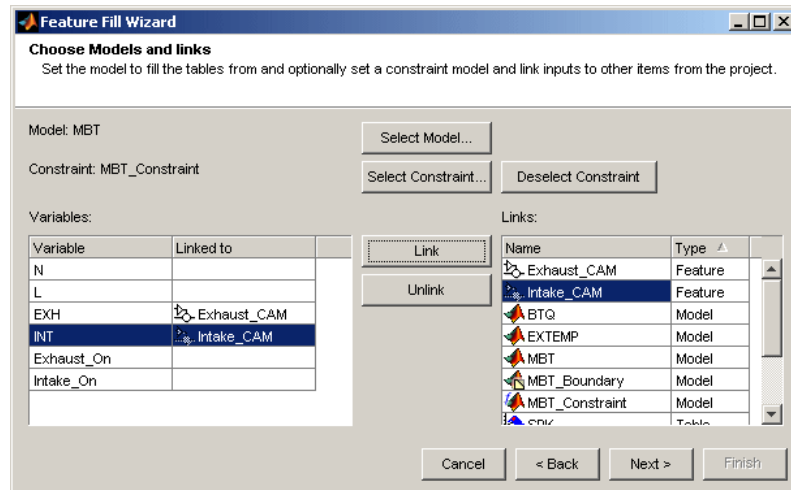 Feature Fill Wizard
Choose Models and links
Set the model to fill the tables from and optionally set a constraint model and link inputs to other items from the project.
Model: MBT
Select Model...
Constraint: MBT_Constraint
Select Constraint...
Deselect Constraint
Variables:
Links:
Variable Linked to
Link
Name Type
N
Exhaust_CAM Feature
L
Unlink
Intake_CAM Feature
EXH Exhaust_CAM
BTQ Model
INT Intake_CAM
EXTEMP Model
Exhaust_On
MBT Model
Intake_On
MBT_Boundary Model
MBT_Constraint Model
SPK Table
Cancel
< Back
Next >
Finish